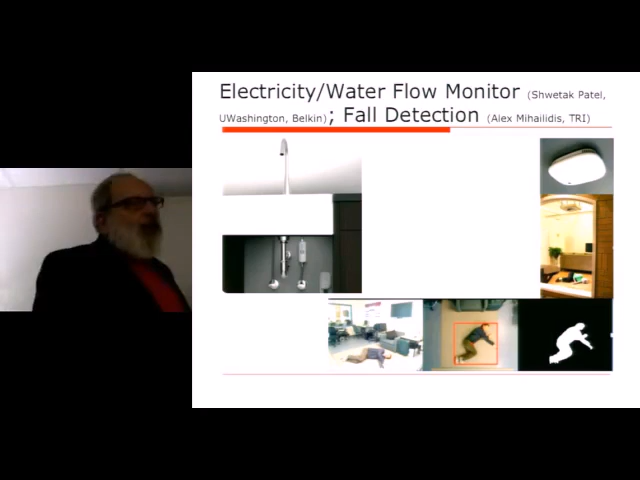 Electricity/Water Flow Monitor (Shwetak Patel,
UWashington, Belkin); Fall Detection (Alex Mihailidis, TRI)